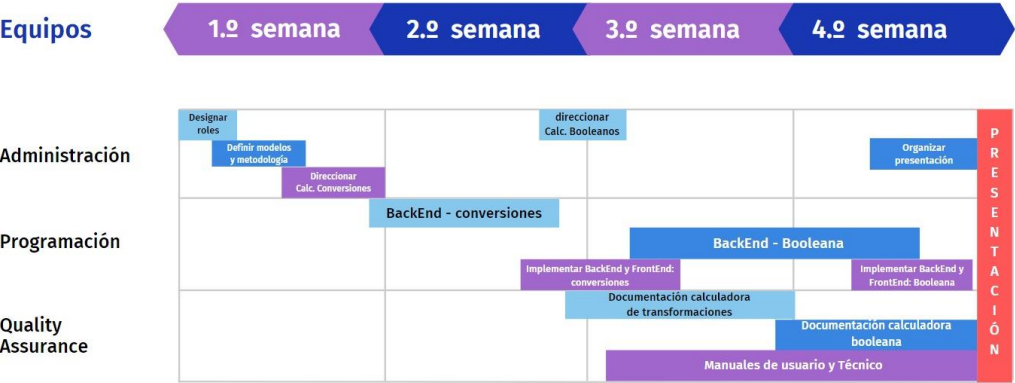 Equipos
1.º semana
2.º semana
3.º semana
4.º semana
Administración
Designar
roles
Definir modelos
y metodología
Direccionar
Calc. Conversiones
direccionar
Calc. Booleanos
Organizar
presentación
Programación
BackEnd - conversiones
BackEnd - Booleana
Implementar BackEnd y FrontEnd:
conversiones
Implementar BackEnd y
FrontEnd: Booleana
Quality
Assurance
Documentación calculadora
de transformaciones
Documentación calculadora
booleana
Manuales de usuario y Técnico
PRESENTACIÓN